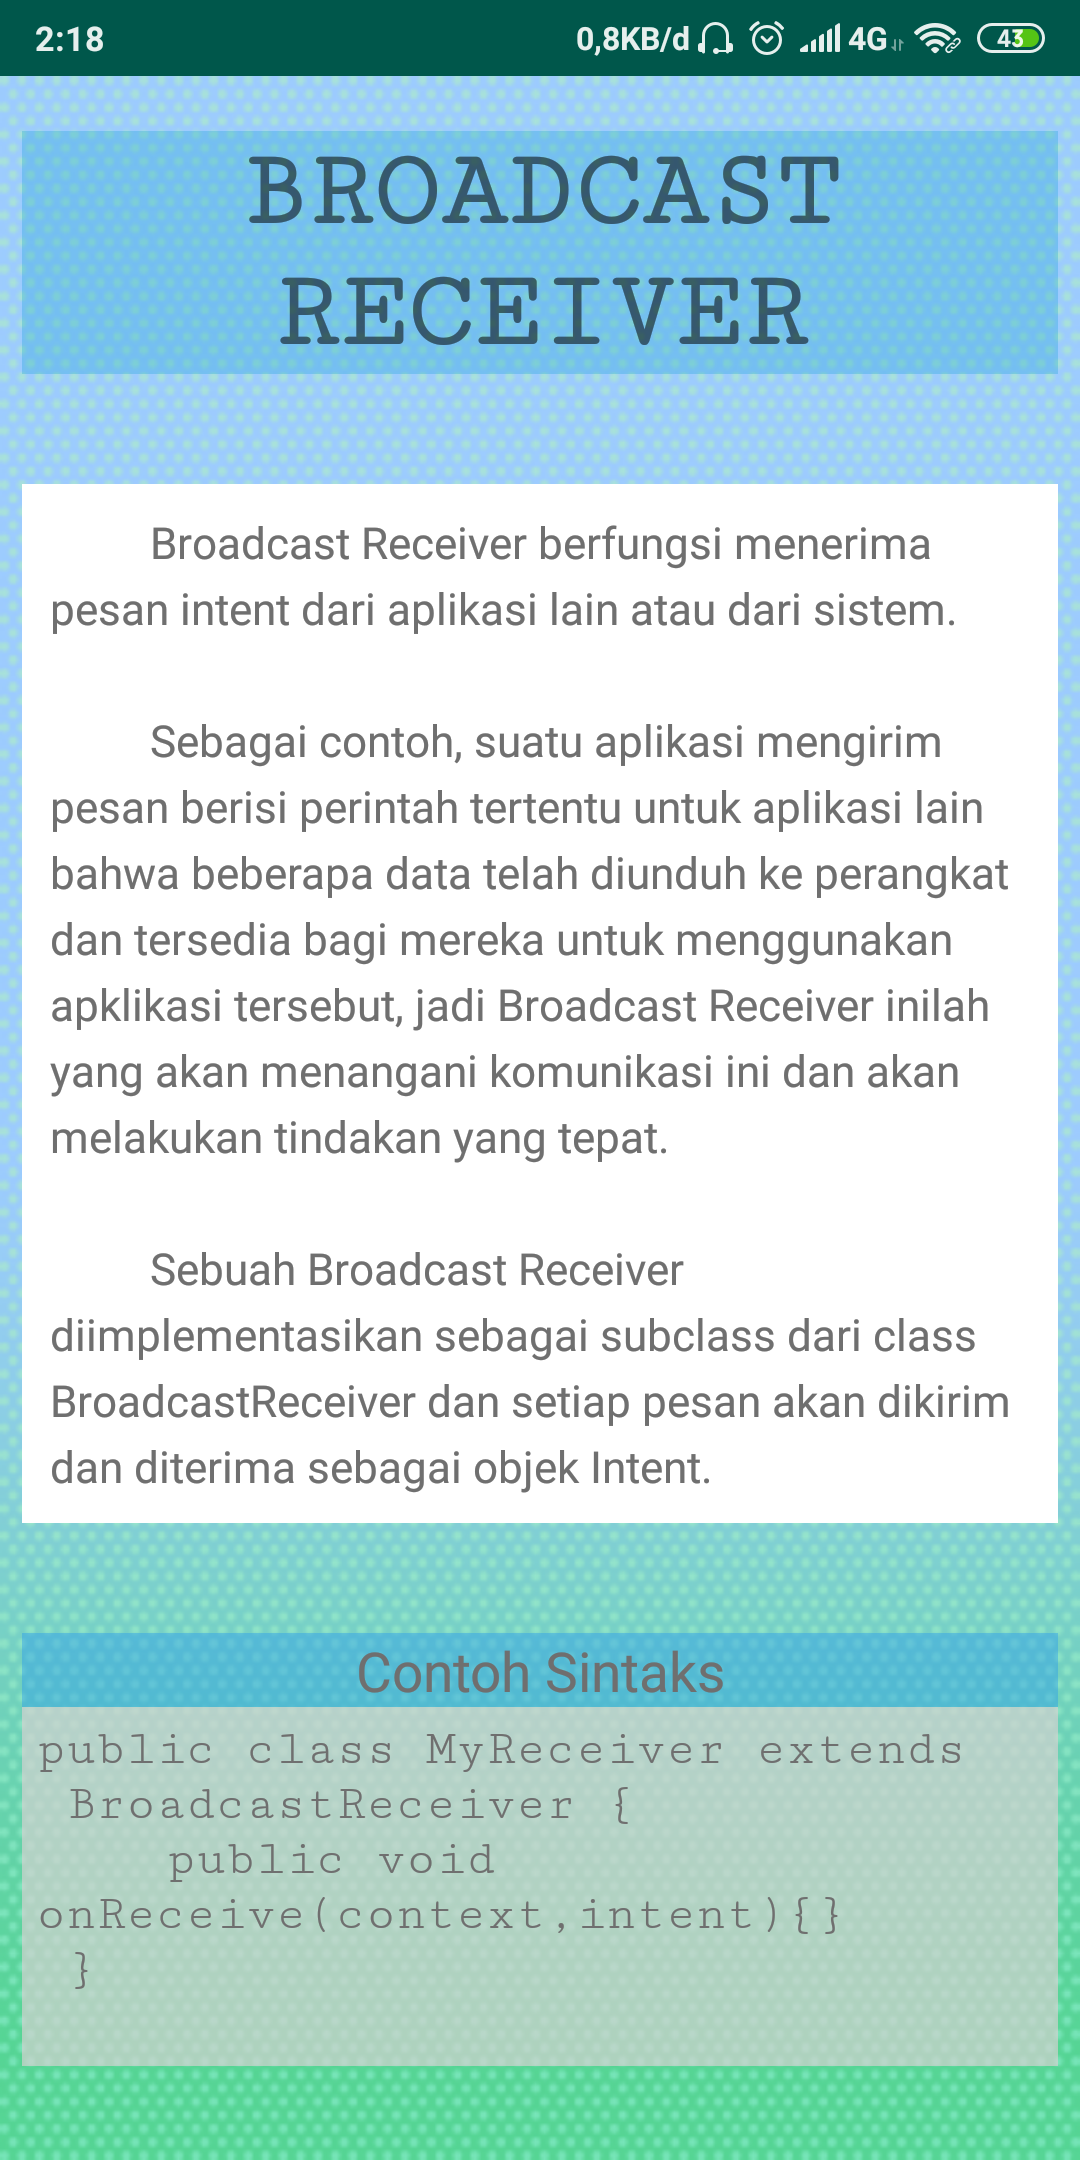 2:18 0,8KB/d 4G 43
BROADCAST
RECEIVER
Broadcast Receiver berfungsi menerima
pesan intent dari aplikasi lain atau dari sistem.
Sebagai contoh, suatu aplikasi mengirim
pesan berisi perintah tertentu untuk aplikasi lain
bahwa beberapa data telah diunduh ke perangkat
dan tersedia bagi mereka untuk menggunakan
apklikasi tersebut, jadi Broadcast Receiver inilah
yang akan menangani komunikasi ini dan akan
melakukan tindakan yang tepat.
Sebuah Broadcast Receiver
diimplementasikan sebagai subclass dari class
BroadcastReceiver dan setiap pesan akan dikirim
dan diterima sebagai objek Intent.
Contoh Sintaks
public class MyReceiver extends
BroadcastReceiver {
public void
onReceive(context,intent){}
}